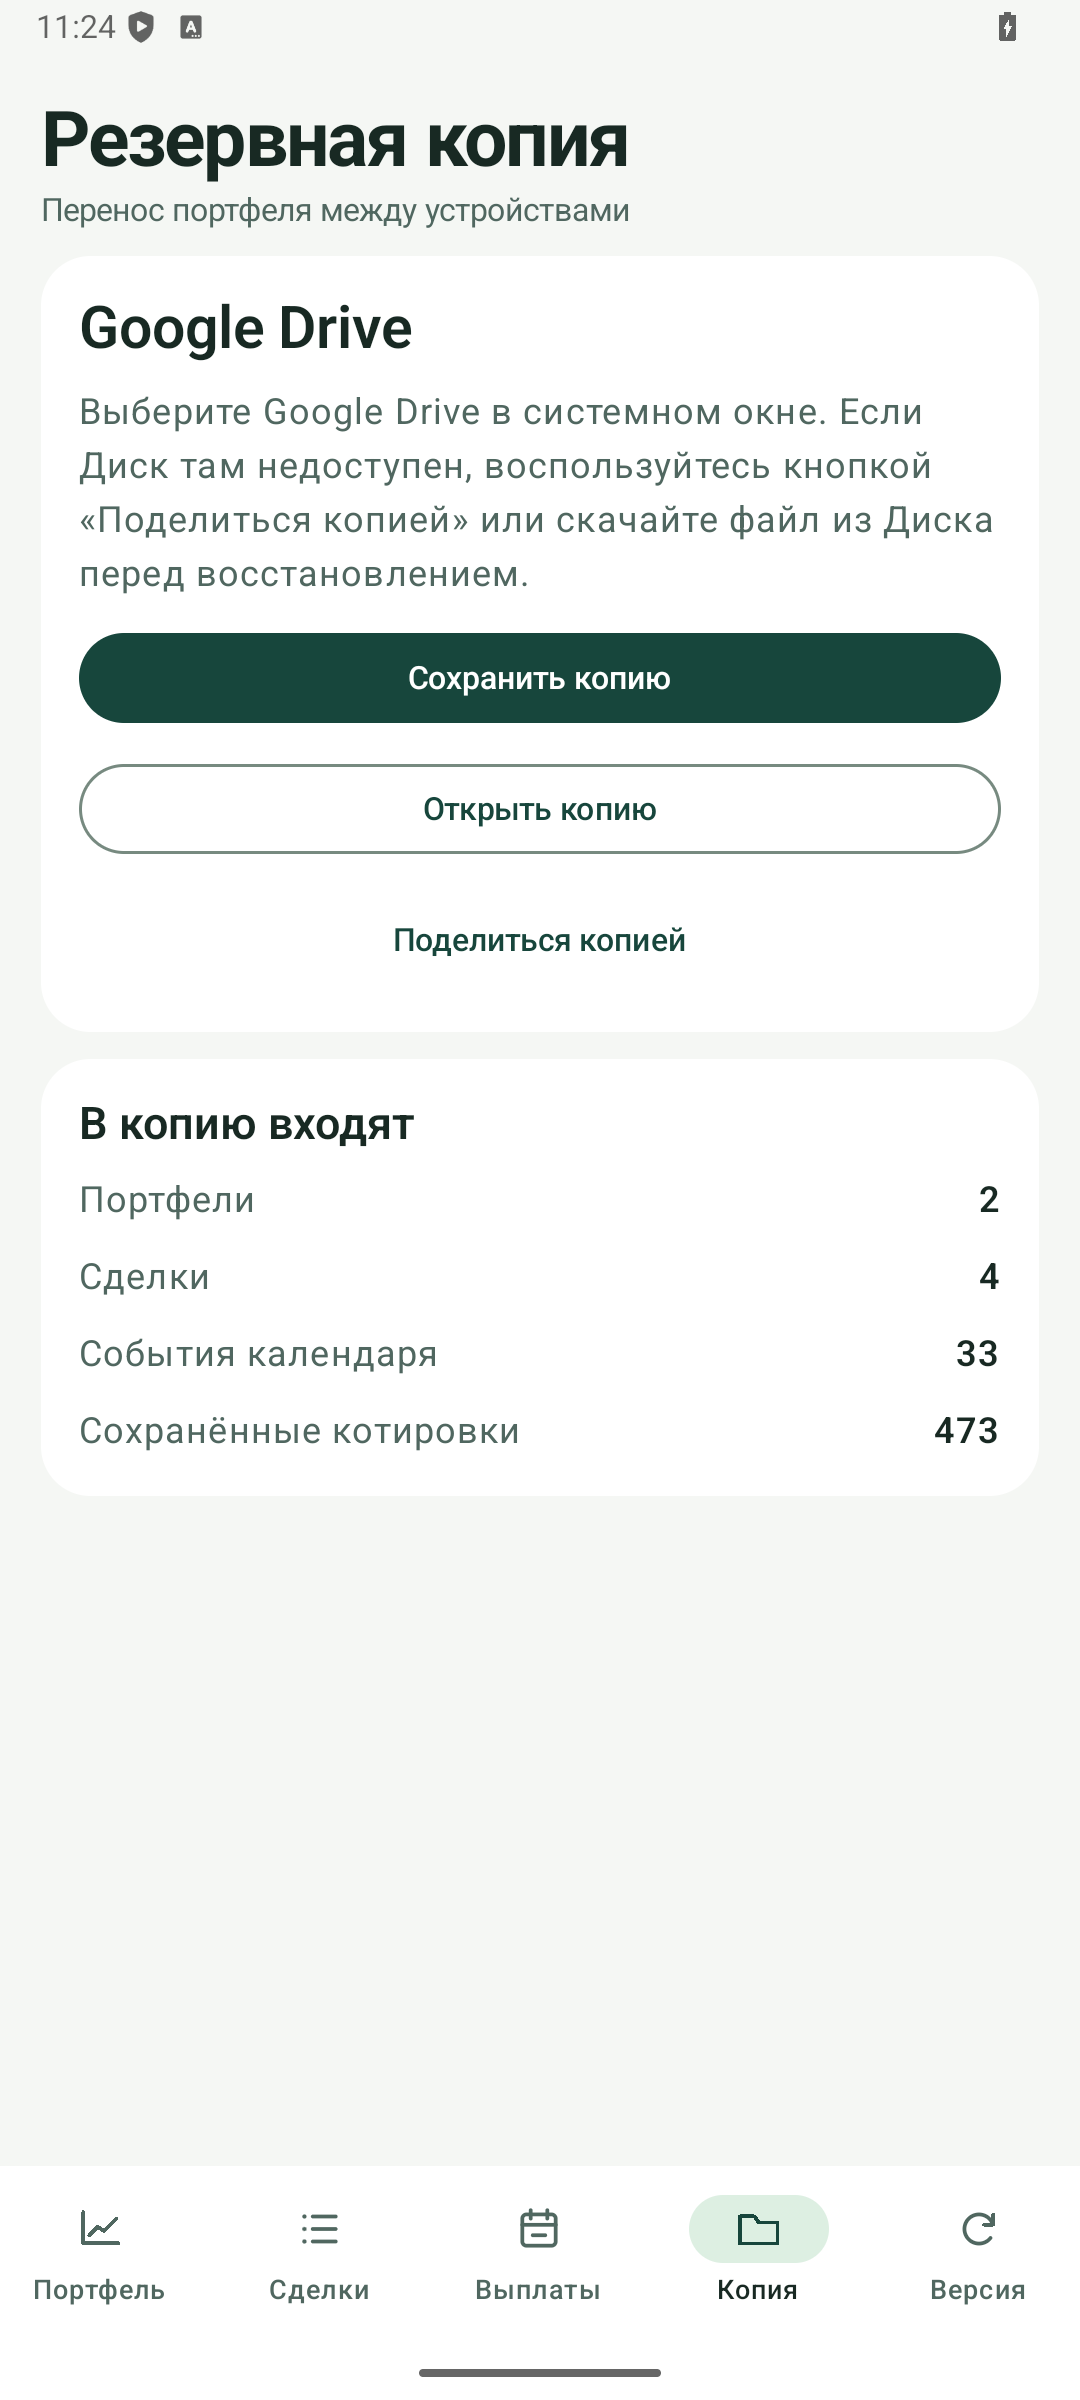 11:24
Резервная копия
Перенос портфеля между устройствами
Google Drive
Выберите Google Drive в системном окне. Если
Диск там недоступен, воспользуйтесь кнопкой
«Поделиться копией» или скачайте файл из Диска
перед восстановлением.
Сохранить копию
Открыть копию
Поделиться копией
В копию входят
Портфели 2
Сделки 4
События календаря 33
Сохранённые котировки 473
Портфель Сделки Выплаты Копия Версия